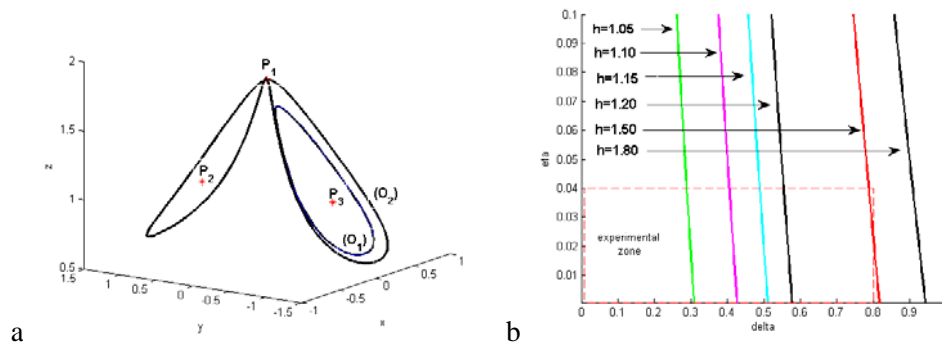 2
1.5
1
0.5
z
P1
P2
P3
(O1)
(O2)
1.5
1
0.5
0
-0.5
-1
-1.5
y
-1
-0.5
0
0.5
1
x
a
0.1
0.09
0.08
0.07
0.06
0.05
0.04
0.03
0.02
0.01
eta
h=1.05
h=1.10
h=1.15
h=1.20
h=1.50
h=1.80
experimental
zone
0 0.1 0.2 0.3 0.4 0.5 0.6 0.7 0.8 0.9
delta
b